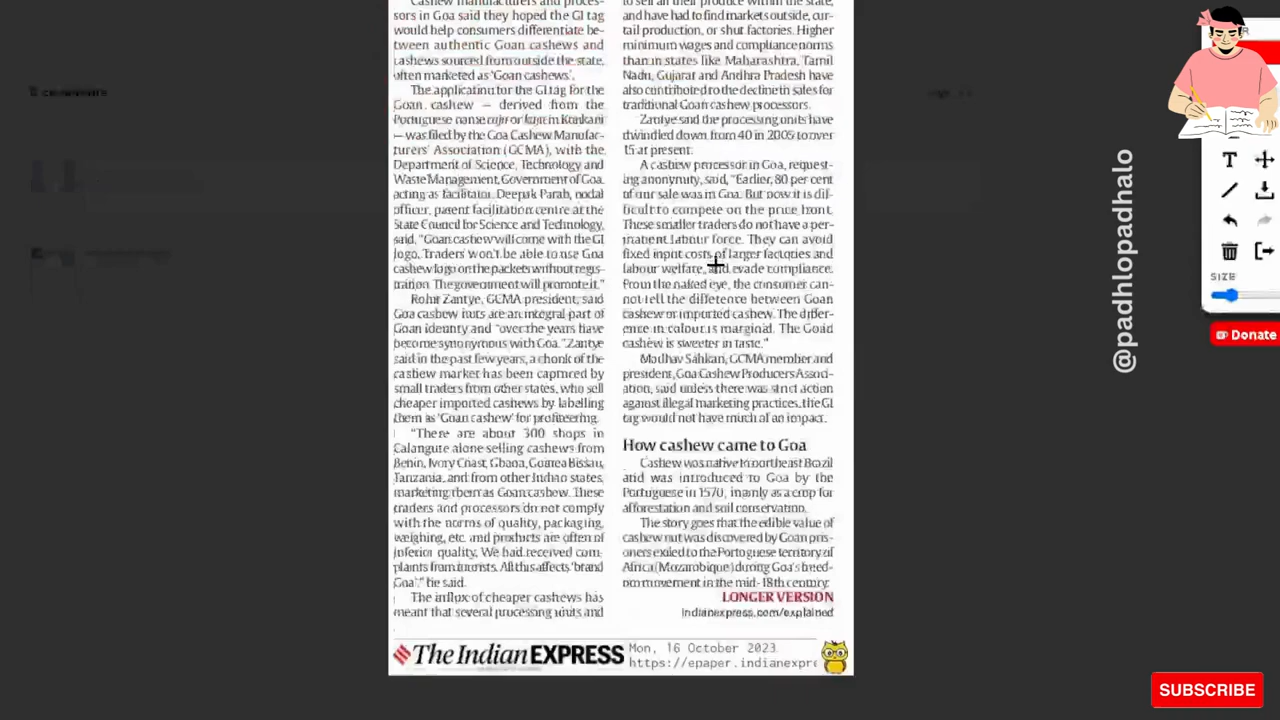 Cashew manufacturers and proces-
sors in Goa said they hoped the GI tag
would help consumers differentiate be-
tween authentic Goan cashews and
cashews sourced from outside the state,
often marketed as 'Goan cashews'.
The application for the GI tag for the
Goan cashew — derived from the
Portuguese name caju or kaju in Konkani
— was filed by the Goa Cashew Manufac-
turers' Association (GCMA), with the
Department of Science, Technology and
Waste Management, Government of Goa,
acting as facilitator. Deepak Parab, nodal
officer, patent facilitation centre at the
State Council for Science and Technology,
said, "Goan cashew will come with the GI
logo. Traders won't be able to use Goa
cashew logo on the packets without regis-
tration. The government will promote it."
Rohit Zantye, GCMA president, said
Goa cashew nuts are an integral part of
Goan identity and "over the years have
become synonymous with Goa." Zantye
said in the past few years, a chunk of the
cashew market has been captured by
small traders from other states, who sell
cheaper imported cashews by labelling
them as 'Goan cashew' for profiteering.
"There are about 300 shops in
Calangute alone selling cashews from
Benin, Ivory Coast, Ghana, Guinea Bissau,
Tanzania, and from other Indian states,
marketing them as Goan cashew. These
traders and processors do not comply
with the norms of quality, packaging,
weighing, etc. and products are often of
inferior quality. We had received com-
plaints from tourists. All this affects 'brand
Goa'," he said.
The influx of cheaper cashews has
meant that several processing units and
to sell all their produce within the state,
and have had to find markets outside, cur-
tail production, or shut factories. Higher
minimum wages and compliance norms
than in states like Maharashtra, Tamil
Nadu, Gujarat and Andhra Pradesh have
also contributed to the decline in sales for
traditional Goan cashew processors.
Zantye said the processing units have
dwindled down from 40 in 2005 to over
15 at present.
A cashew processor in Goa, request-
ing anonymity, said, "Earlier, 80 per cent
of our sale was in Goa. But now it is dif-
ficult to compete on the price front.
These smaller traders do not have a per-
manent labour force. They can avoid
fixed input costs of larger factories and
labour welfare, and evade compliance.
From the naked eye, the consumer can-
not tell the difference between Goan
cashew or imported cashew. The differ-
ence in colour is marginal. The Goan
cashew is sweeter in taste."
Madhav Sahkari, GCMA member and
president, Goa Cashew Producers Associ-
ation, said unless there was strict action
against illegal marketing practices, the GI
tag would not have much of an impact.
How cashew came to Goa
Cashew was native to northeast Brazil
and was introduced to Goa by the
Portuguese in 1570, mainly as a crop for
afforestation and soil conservation.
The story goes that the edible value of
cashew nut was discovered by Goan pris-
oners exiled to the Portuguese territory of
Africa (Mozambique) during Goa's freed-
om movement in the mid-18th century.
LONGER VERSION
indianexpress.com/explained
The Indian EXPRESS
Mon, 16 October 2023
https://epaper.indianexpr
@padhlopadhalo
T
SIZE
Donate
SUBSCRIBE